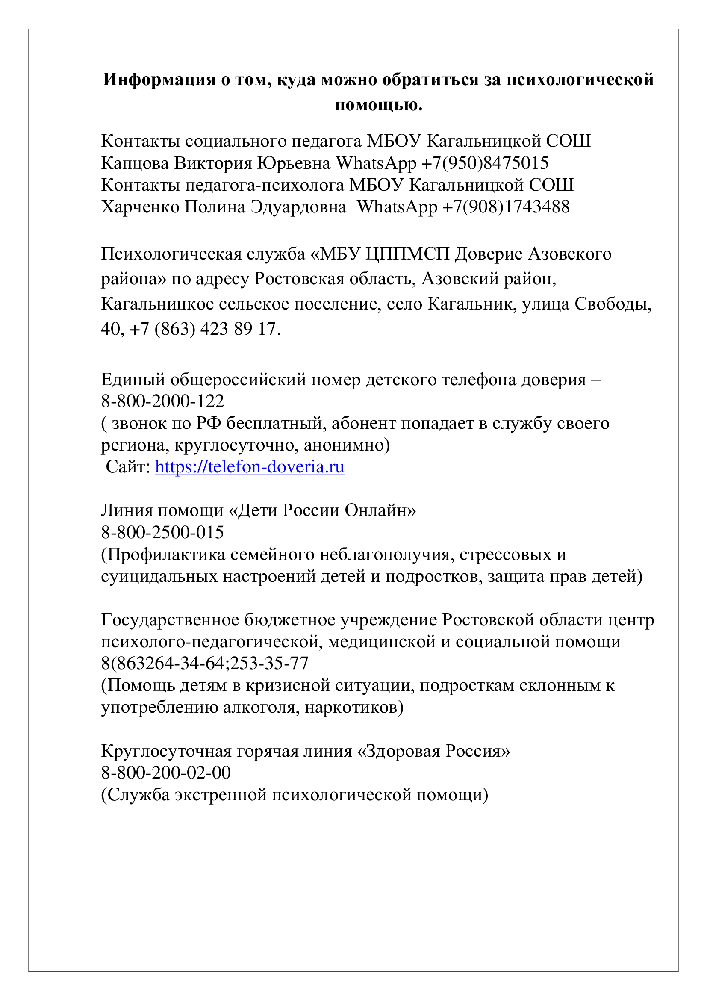 Информация о том, куда можно обратиться за психологической
помощью.
Контакты социального педагога МБОУ Кагальницкой СОШ
Капцова Виктория Юрьевна WhatsApp +7(950)8475015
Контакты педагога-психолога МБОУ Кагальницкой СОШ
Харченко Полина Эдуардовна  WhatsApp +7(908)1743488
Психологическая служба «МБУ ЦППМСП Доверие Азовского
района» по адресу Ростовская область, Азовский район,
Кагальницкое сельское поселение, село Кагальник, улица Свободы,
40, +7 (863) 423 89 17.
Единый общероссийский номер детского телефона доверия –
8-800-2000-122
( звонок по РФ бесплатный, абонент попадает в службу своего
региона, круглосуточно, анонимно)
Сайт: https://telefon-doveria.ru
Линия помощи «Дети России Онлайн»
8-800-2500-015
(Профилактика семейного неблагополучия, стрессовых и
суицидальных настроений детей и подростков, защита прав детей)
Государственное бюджетное учреждение Ростовской области центр
психолого-педагогической, медицинской и социальной помощи
8(863264-34-64;253-35-77
(Помощь детям в кризисной ситуации, подросткам склонным к
употреблению алкоголя, наркотиков)
Круглосуточная горячая линия «Здоровая Россия»
8-800-200-02-00
(Служба экстренной психологической помощи)